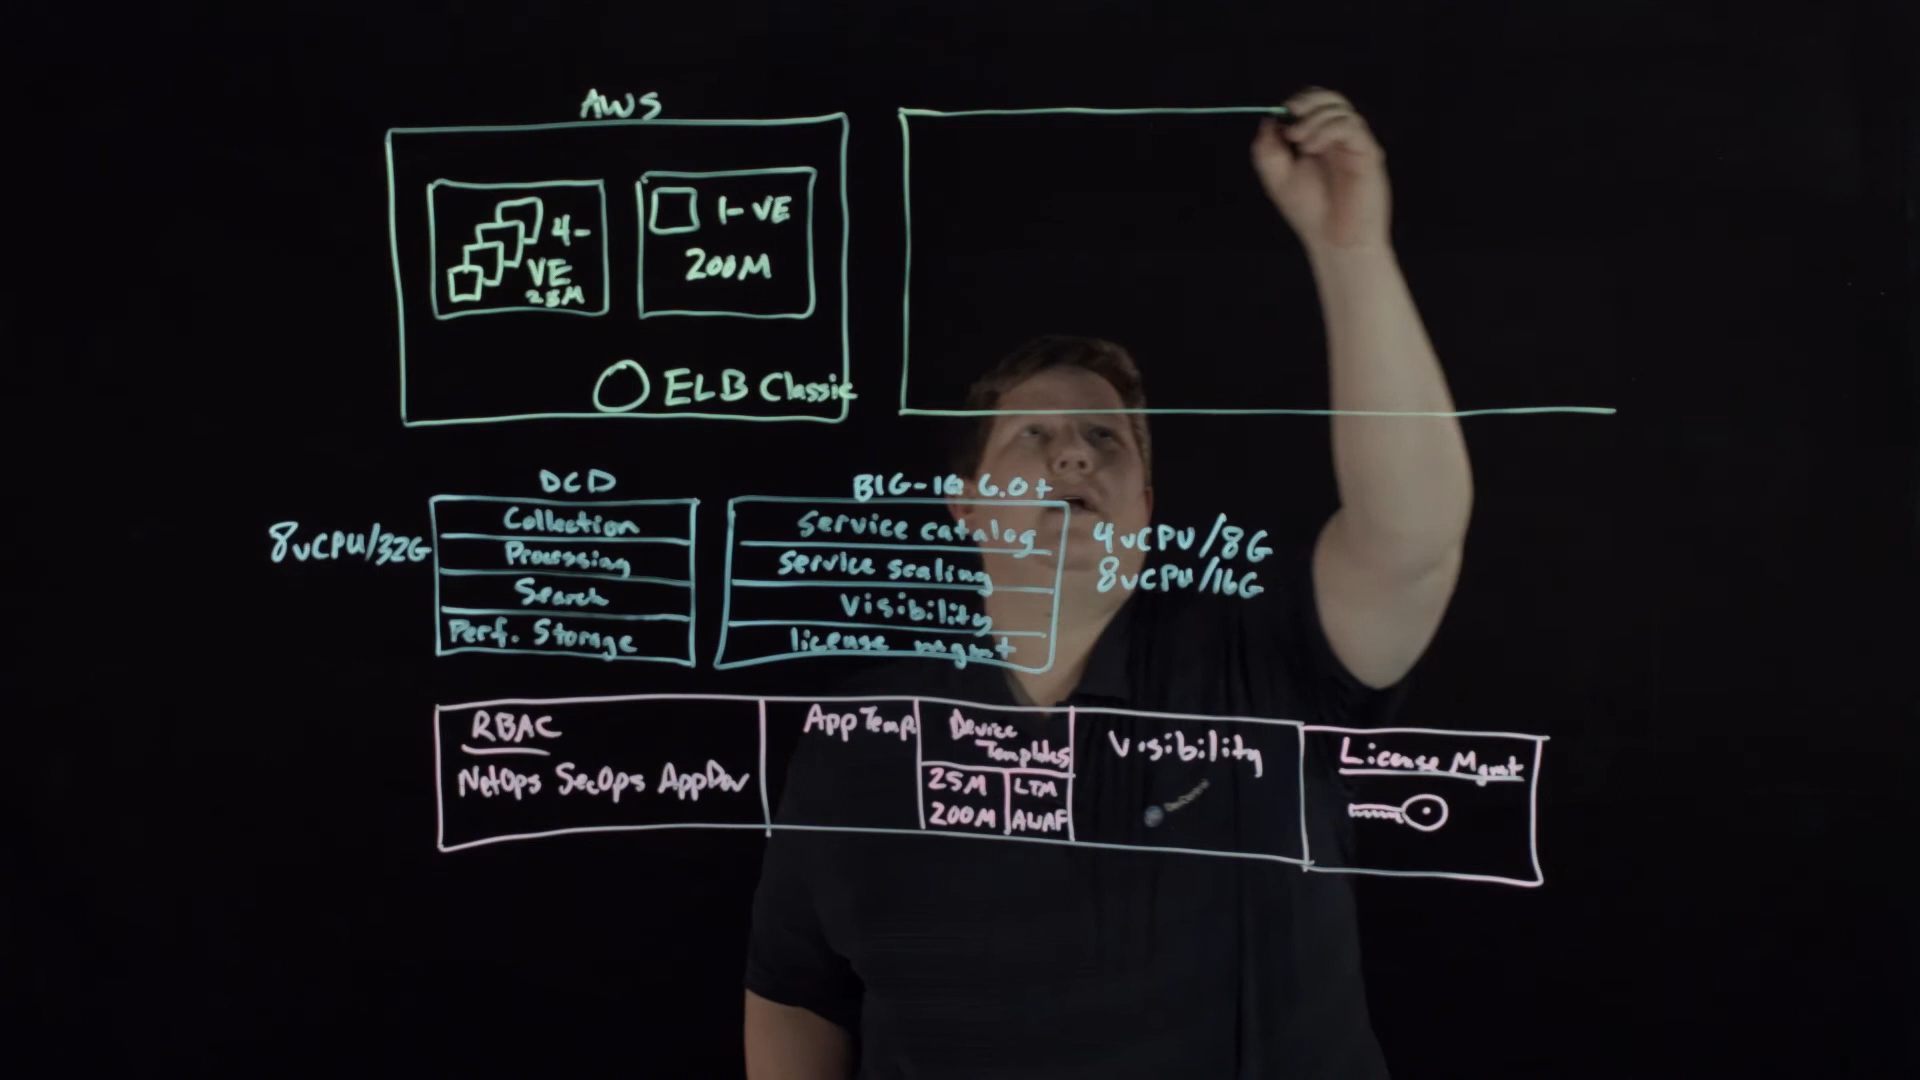 AWS
4-
VE
25M
1-VE
200M
ELB Classic
DCD
Collection
Processing
Search
Perf. Storage
8vCPU/32G
BIG-IQ 6.0+
Service catalog
Service scaling
Visibility
license mgmt
4vCPU/8G
8vCPU/16G
RBAC
NetOps SecOps AppDev
App Temp
Device
Templates
25M
200M
LTM
AWAF
Visibility
License Mgmt